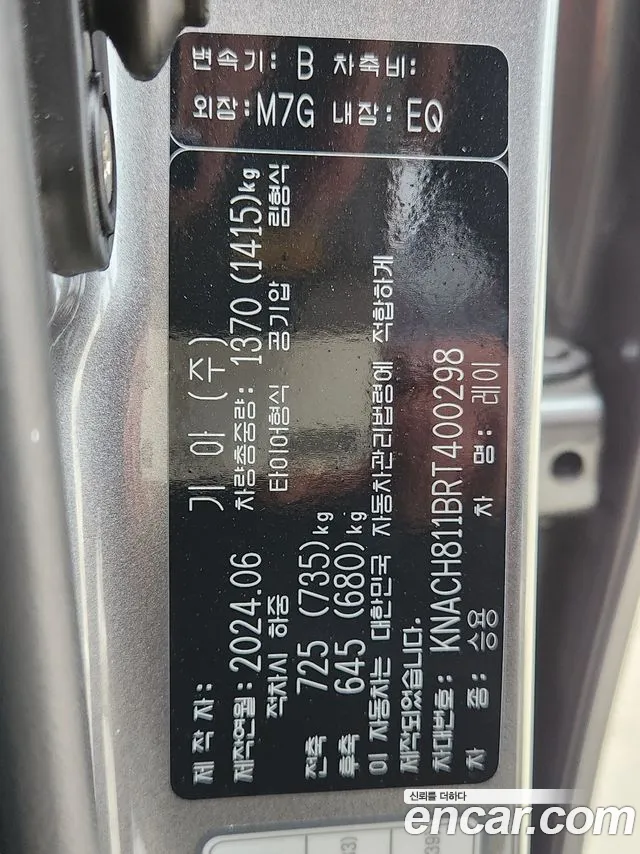 변속기: B 차축비:
외장: M7G 내장: EQ
제 작 자: 기 아 (주)
제작연월: 2024.06 차량총중량: 1370 (1415)kg
적차시 하중 타이어형식 공기압 림형식
전축 725 (735)kg
후축 645 (680)kg
이 자동차는 대한민국 자동차관리법령에 적합하게
제작되었습니다.
차대번호: KNACH811BRT400298
차 종: 승용 차 명: 레이
신뢰를 더하다
encar.com